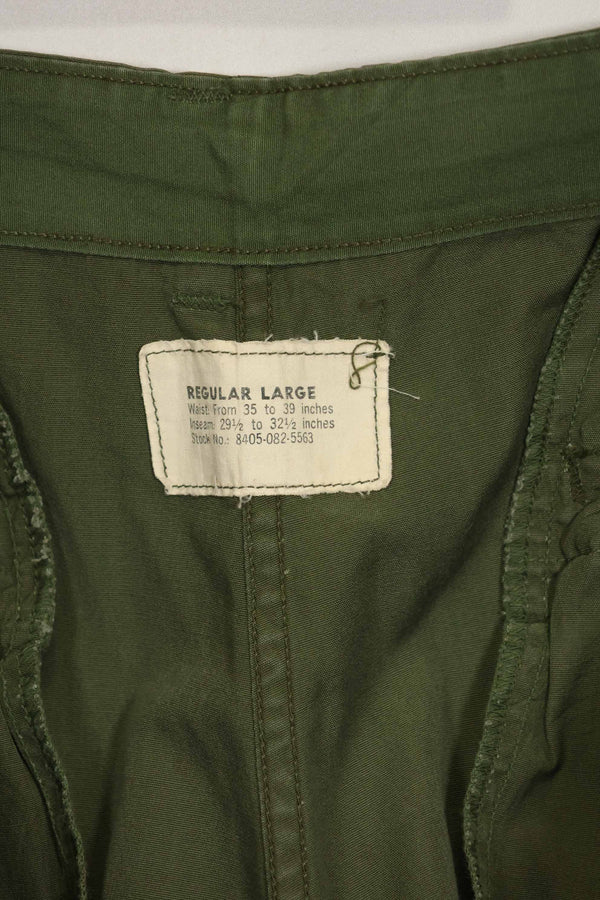 REGULAR LARGE
Waist: From 35 to 39 inches
Inseam: 29½ to 32½ inches
Stock No.: 8405-082-5563